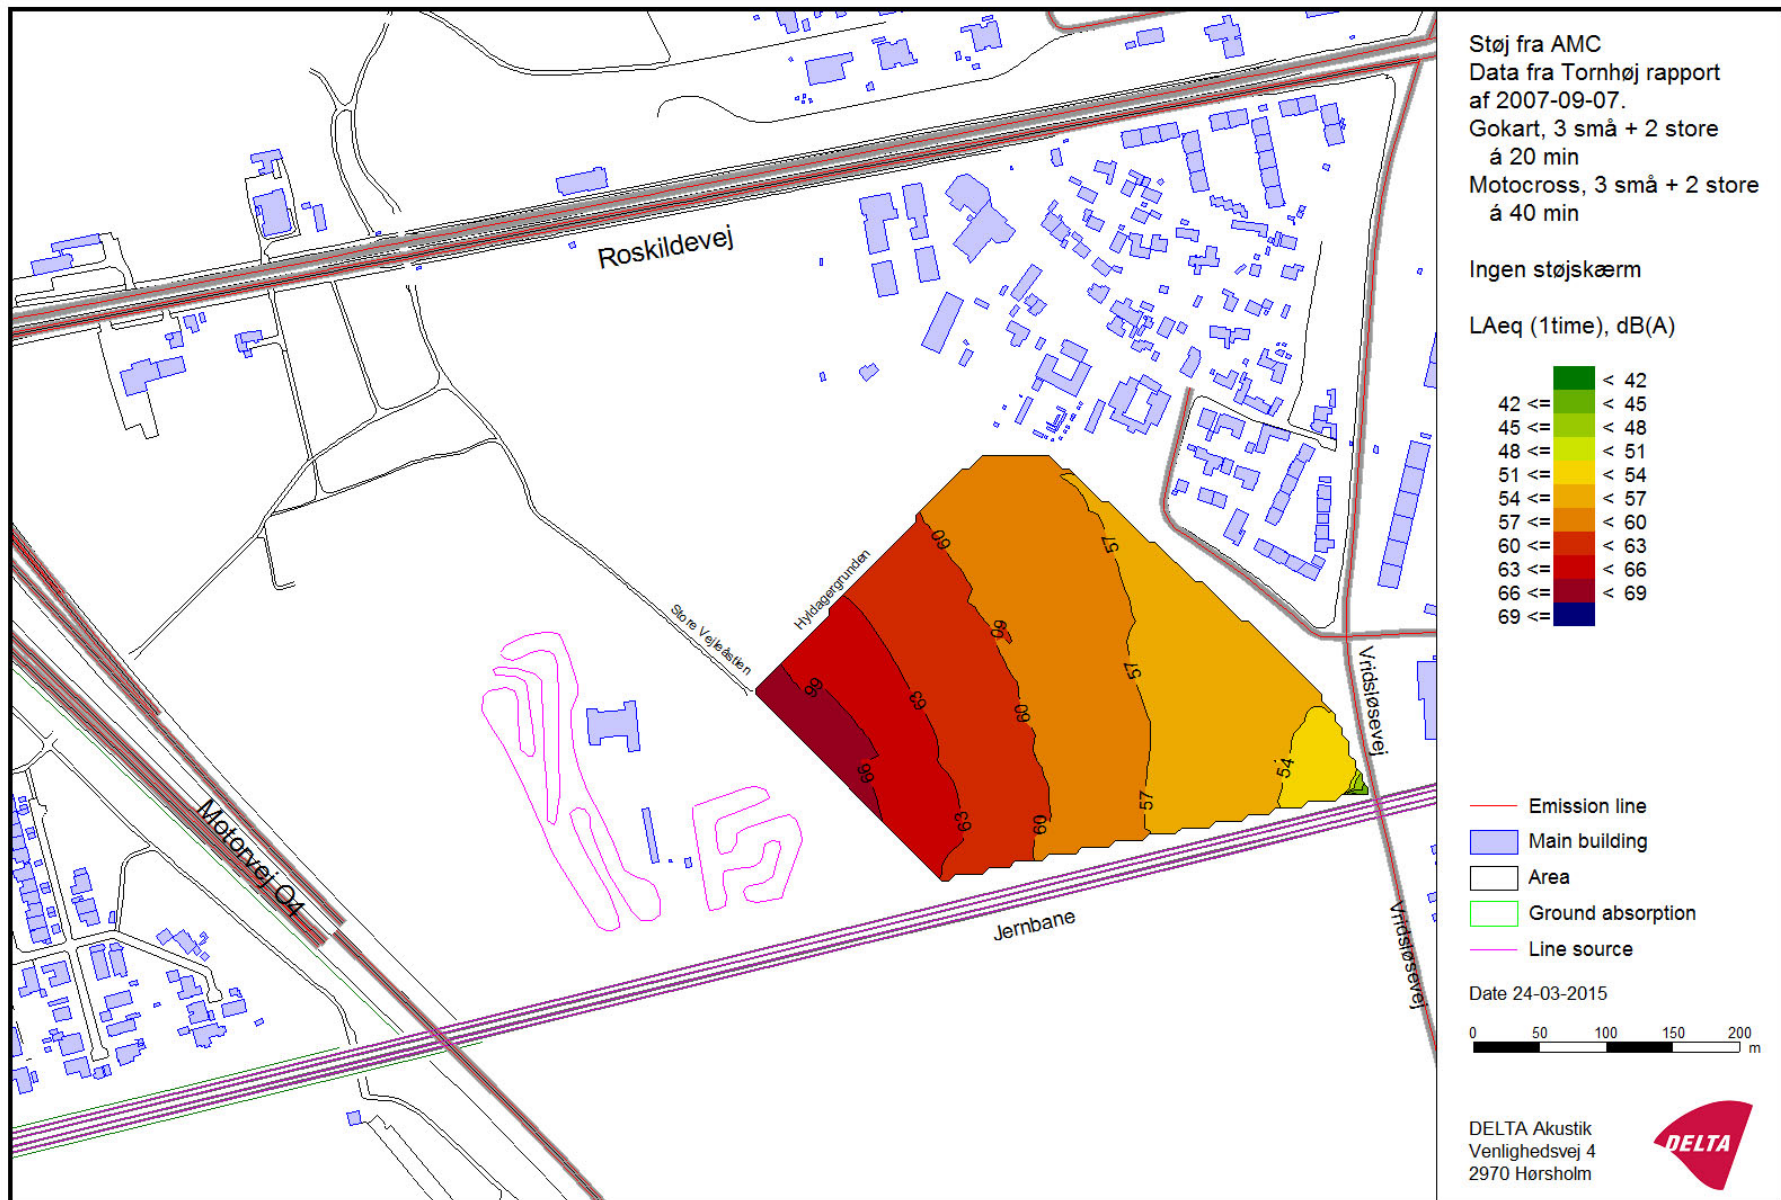 Støj fra AMC
Data fra Tornhøj rapport
af 2007-09-07.
Gokart, 3 små + 2 store
á 20 min
Motocross, 3 små + 2 store
á 40 min
Ingen støjskærm
LAeq (1time), dB(A)
< 42
42 <= < 45
45 <= < 48
48 <= < 51
51 <= < 54
54 <= < 57
57 <= < 60
60 <= < 63
63 <= < 66
66 <= < 69
69 <=
Emission line
Main building
Area
Ground absorption
Line source
Date 24-03-2015
0 50 100 150 200
m
DELTA Akustik
Venlighedsvej 4
2970 Hørsholm
DELTA
Roskildevej
Hyldagergrunden
Store Vejleåstien
Motorvej O4
Jernbane
Vridsløsevej
Vridsløsevej
60
57
60
57
66
63
60
54
66
57
63
60